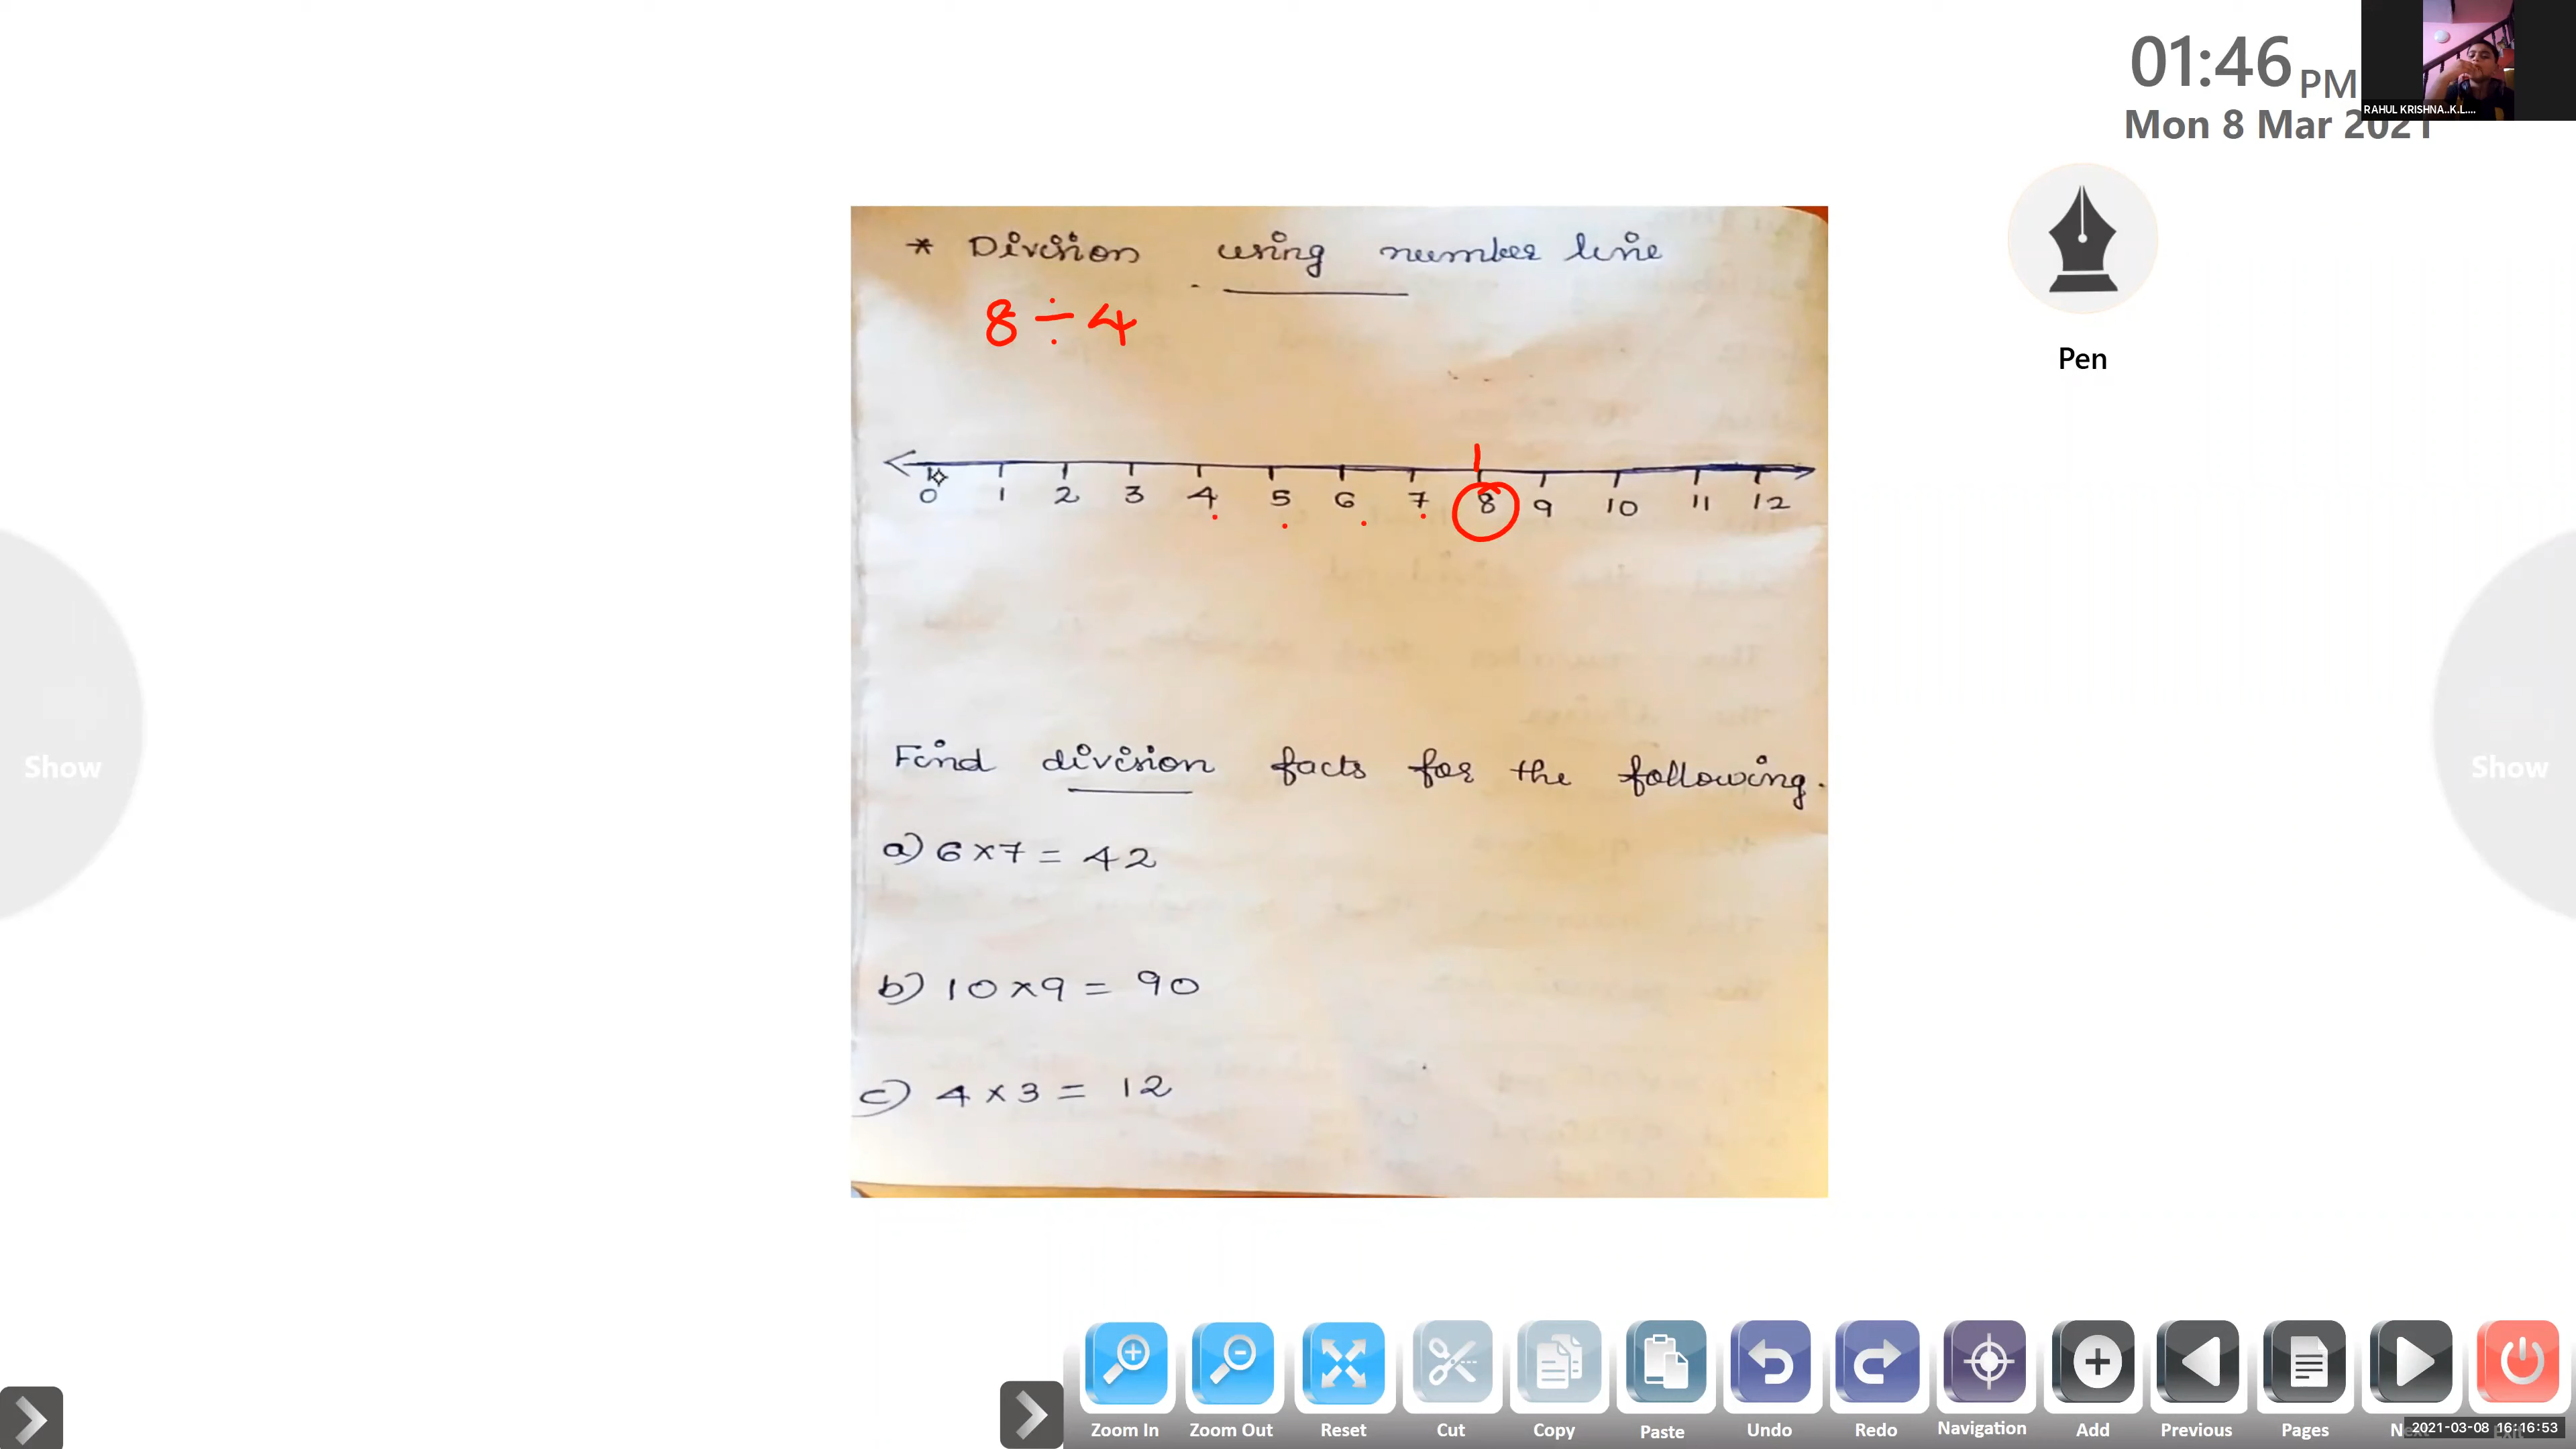 01:46 PM
Mon 8 Mar 2021
RAHUL KRISHNA..K.L....
Pen
* Division using number line
8 ÷ 4
0 1 2 3 4 5 6 7 8 9 10 11 12
Show
Show
Find division facts for the following.
a) 6 x 7 = 42
b) 10 x 9 = 90
c) 4 x 3 = 12
Zoom In Zoom Out Reset Cut Copy Paste Undo Redo Navigation Add Previous Pages
2021-03-08 16:16:53